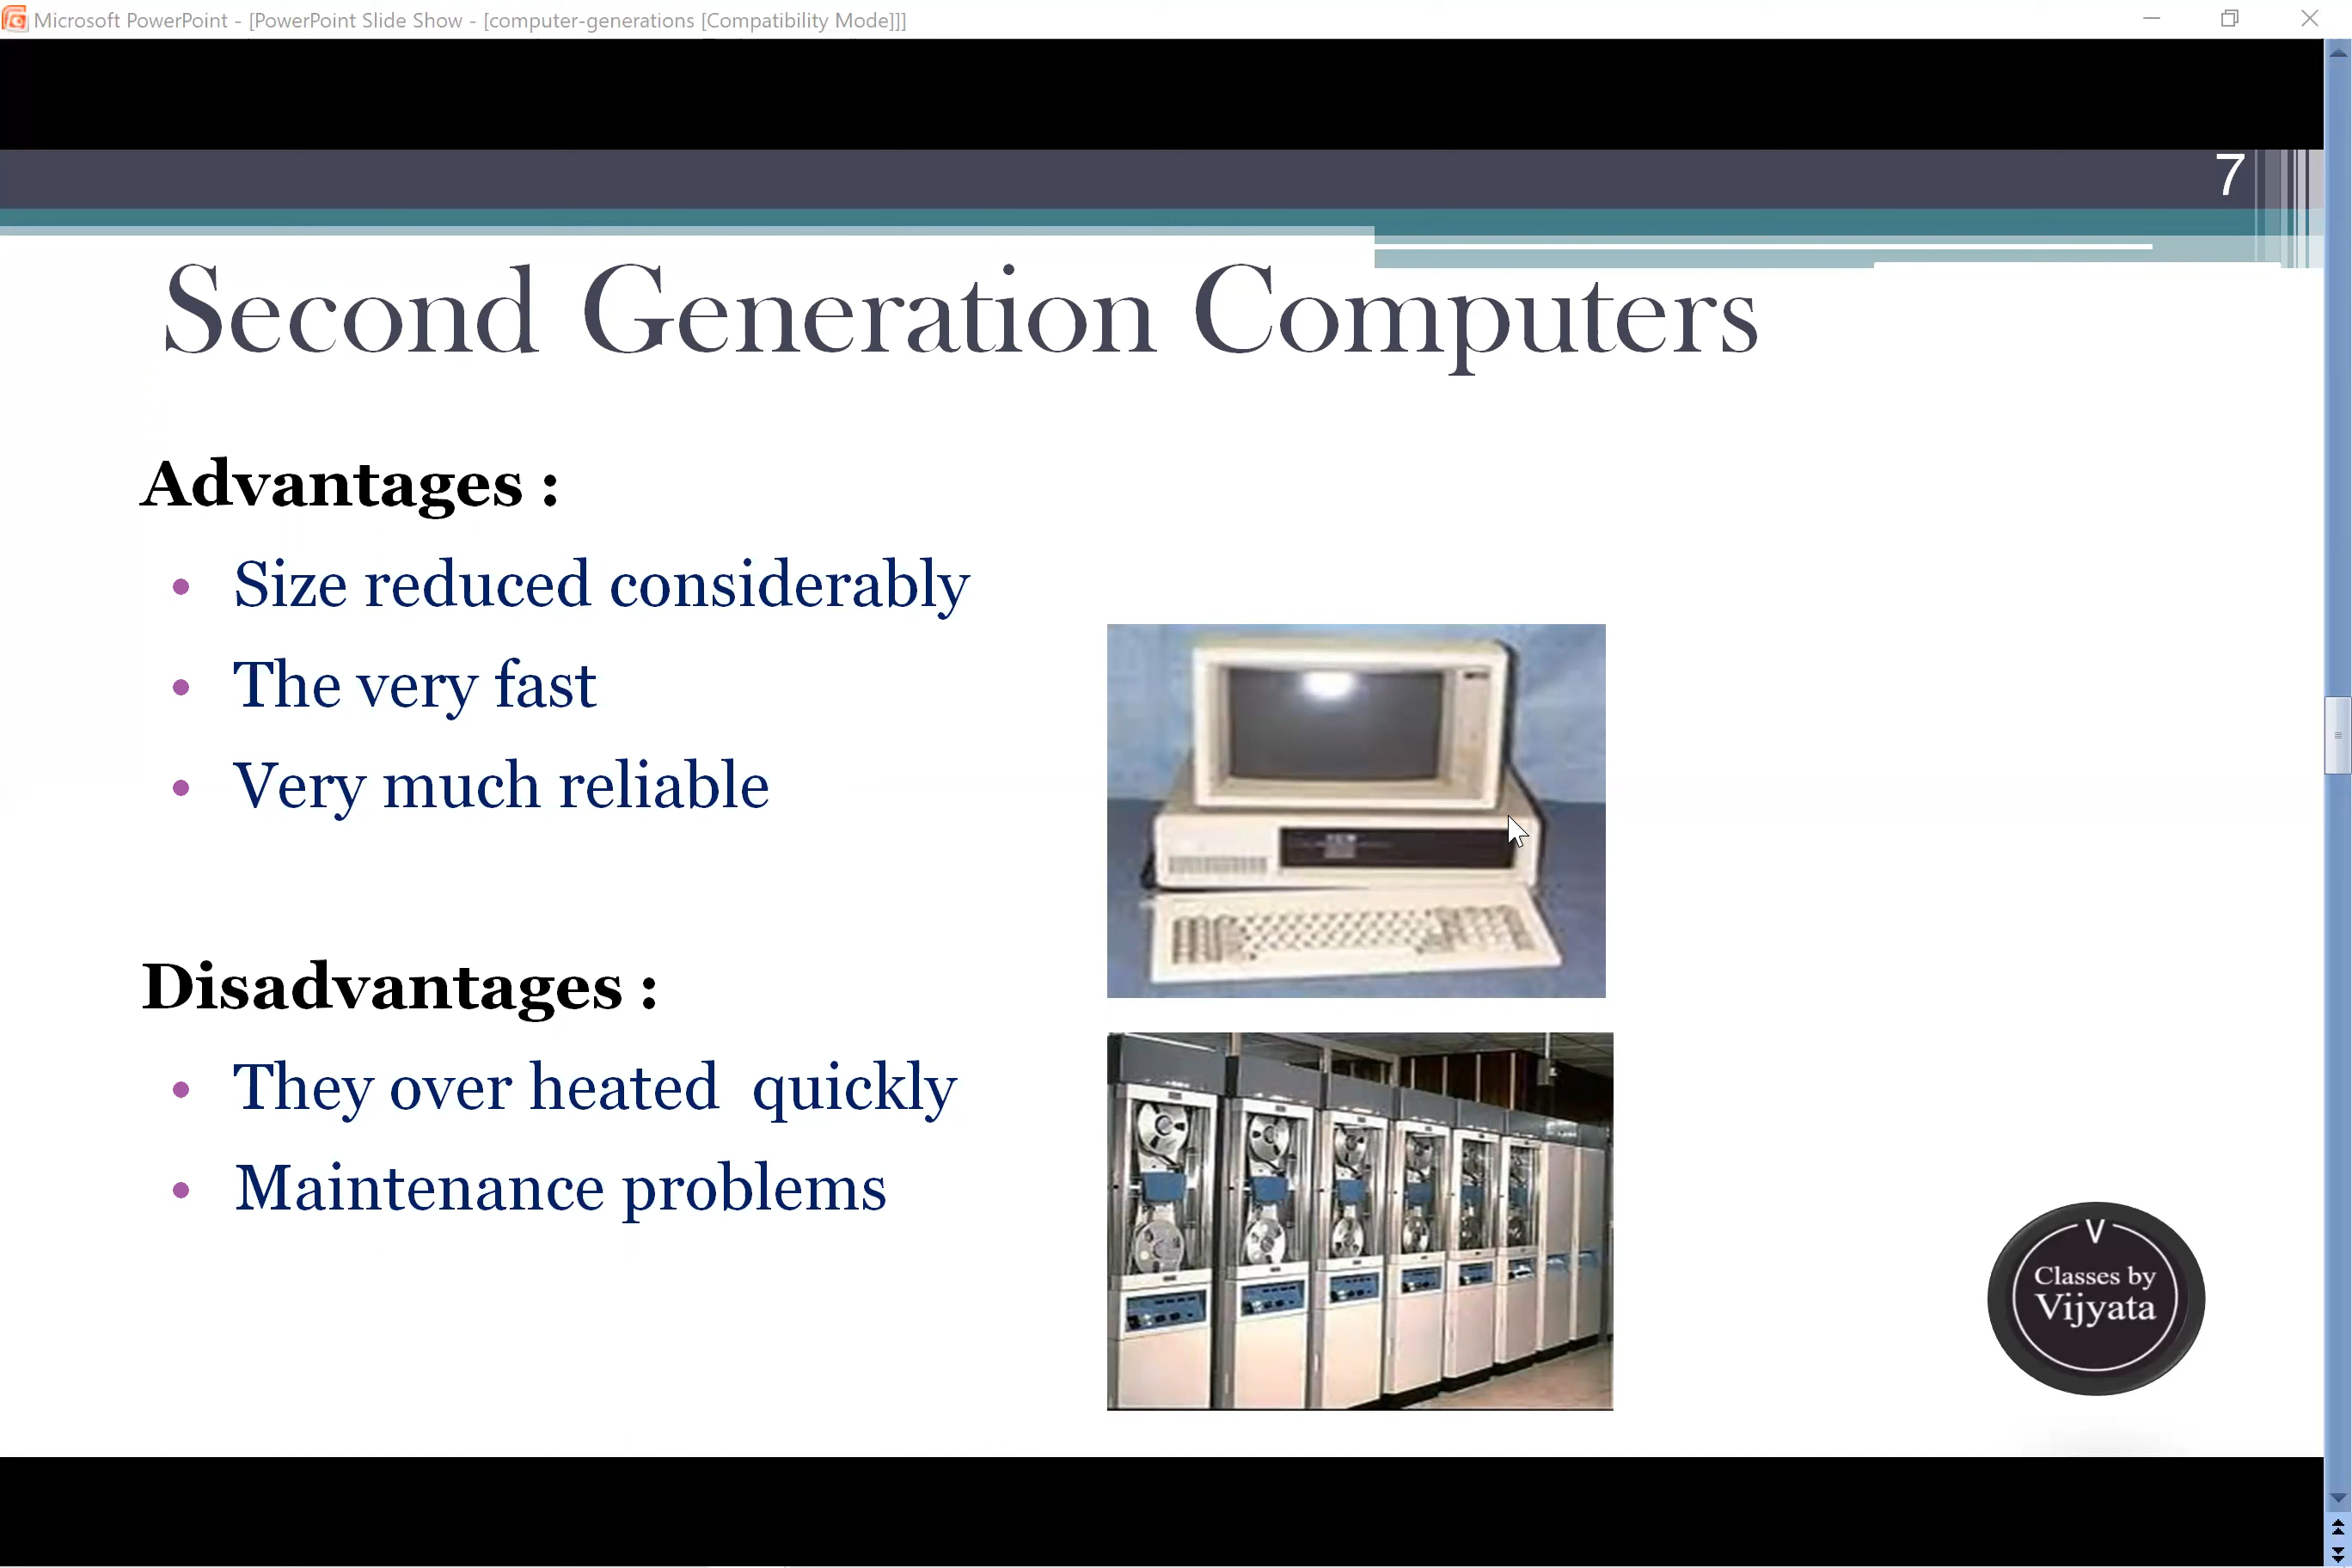 Microsoft PowerPoint - [PowerPoint Slide Show - [computer-generations [Compatibility Mode]]]
7
Second Generation Computers
Advantages :
• Size reduced considerably
• The very fast
• Very much reliable
Disadvantages :
• They over heated quickly
• Maintenance problems
V
Classes by
Vijyata